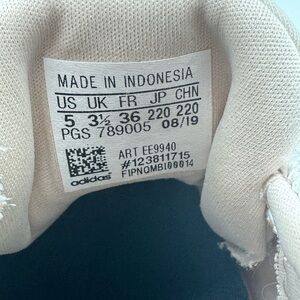 MADE IN INDONESIA
US UK FR JP CHN
5 3½ 36 220 220
PGS 789005 08/19
ART EE9940
#123811715
adidas FIPNQMBI00014